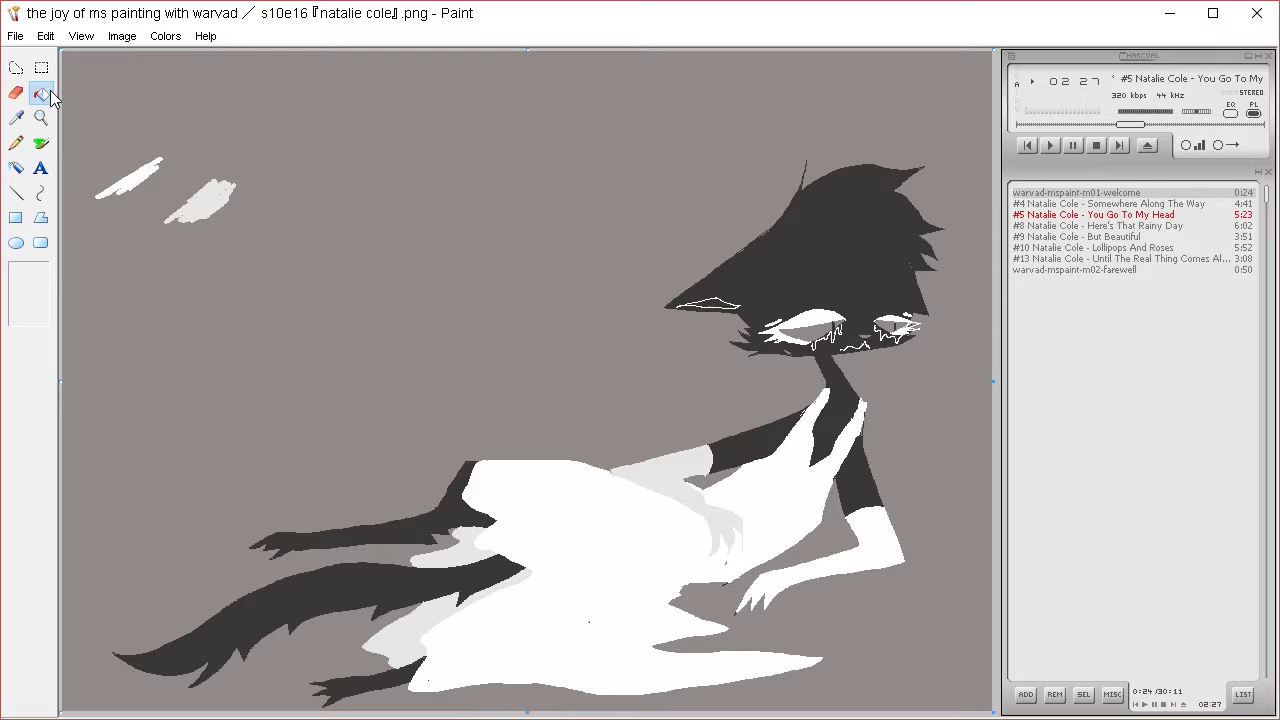 the joy of ms painting with warvad ／ s10e16『natalie cole』.png - Paint
File Edit View Image Colors Help
CHARCOAL
02 27 #5 Natalie Cole - You Go To My
320 kbps 44 kHz STEREO
EQ PL
warvad-mspaint-m01-welcome 0:24
#4 Natalie Cole - Somewhere Along The Way 4:41
#5 Natalie Cole - You Go To My Head 5:23
#8 Natalie Cole - Here's That Rainy Day 6:02
#9 Natalie Cole - But Beautiful 3:51
#10 Natalie Cole - Lollipops And Roses 5:52
#13 Natalie Cole - Until The Real Thing Comes Al... 3:08
warvad-mspaint-m02-farewell 0:50
ADD REM SEL MISC 0:24/30:11 02:27 LIST